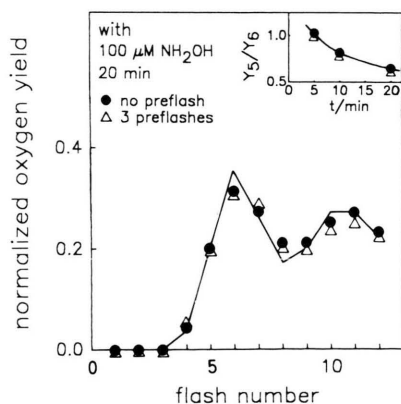 with
100 μM NH₂OH
20 min
● no preflash
△ 3 preflashes
Y₅/Y₆
1.0
0.5
0 5 10 15 20
t/min
normalized oxygen yield
0.4
0.2
0.0
0 5 10
flash number